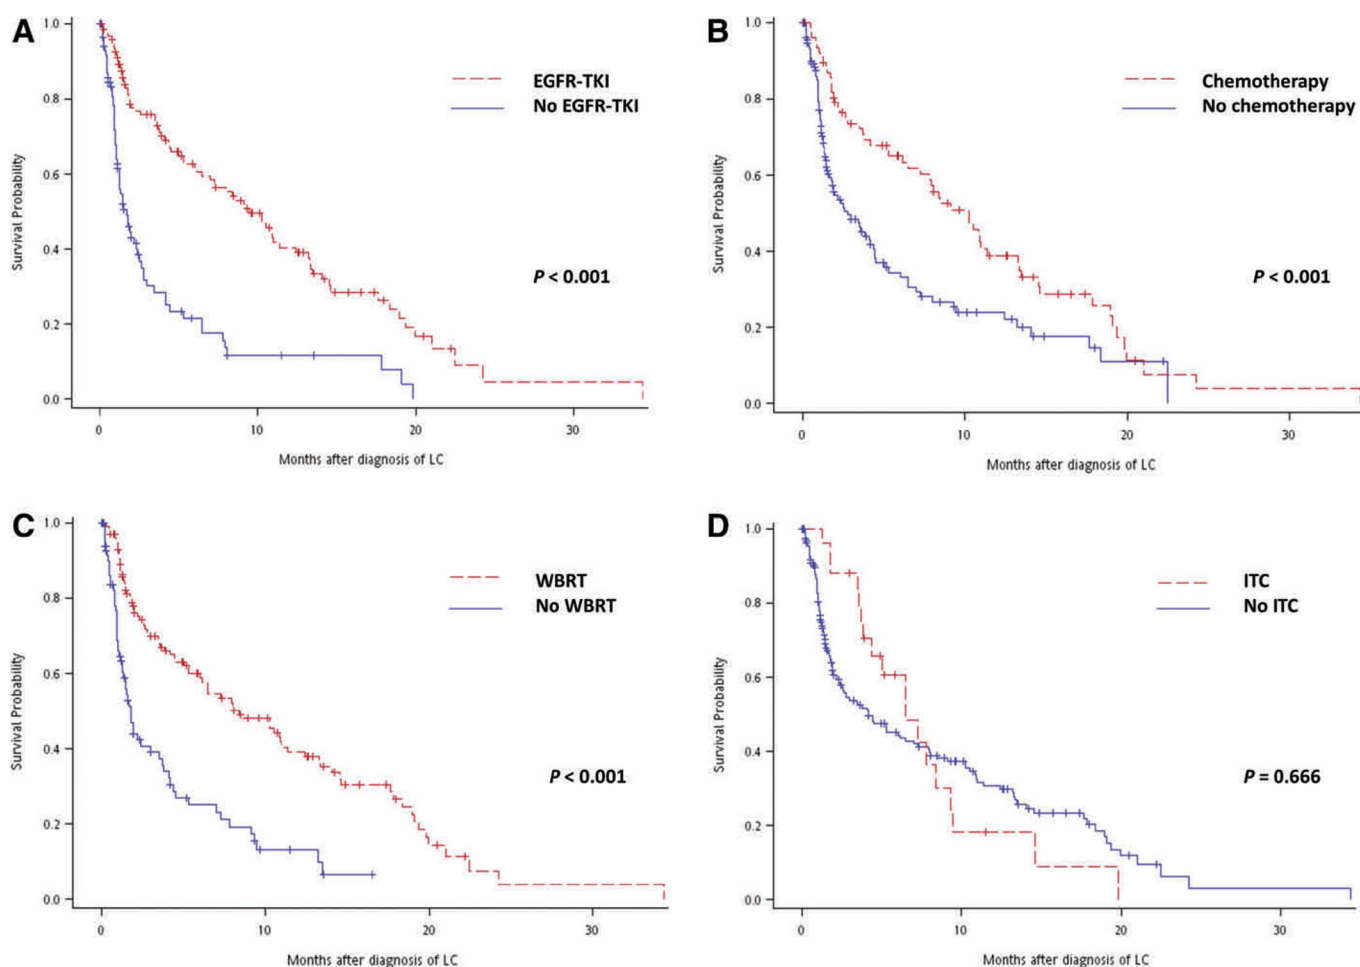 A
1.0
0.8
0.6
0.4
0.2
0.0
Survival Probability
EGFR-TKI
No EGFR-TKI
P < 0.001
0 10 20 30
Months after diagnosis of LC
B
1.0
0.8
0.6
0.4
0.2
0.0
Survival Probability
Chemotherapy
No chemotherapy
P < 0.001
0 10 20 30
Months after diagnosis of LC
C
1.0
0.8
0.6
0.4
0.2
0.0
Survival Probability
WBRT
No WBRT
P < 0.001
0 10 20 30
Months after diagnosis of LC
D
1.0
0.8
0.6
0.4
0.2
0.0
Survival Probability
ITC
No ITC
P = 0.666
0 10 20 30
Months after diagnosis of LC